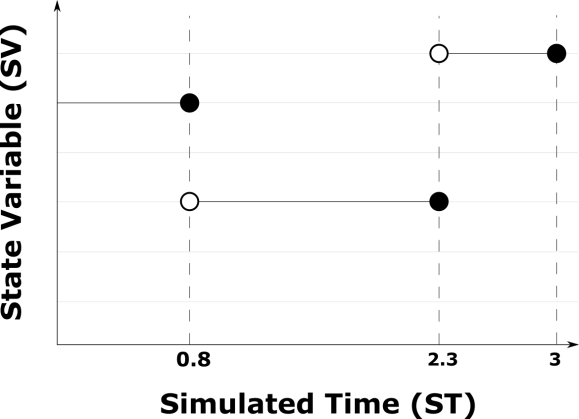 State Variable (SV)
0.8
2.3
3
Simulated Time (ST)